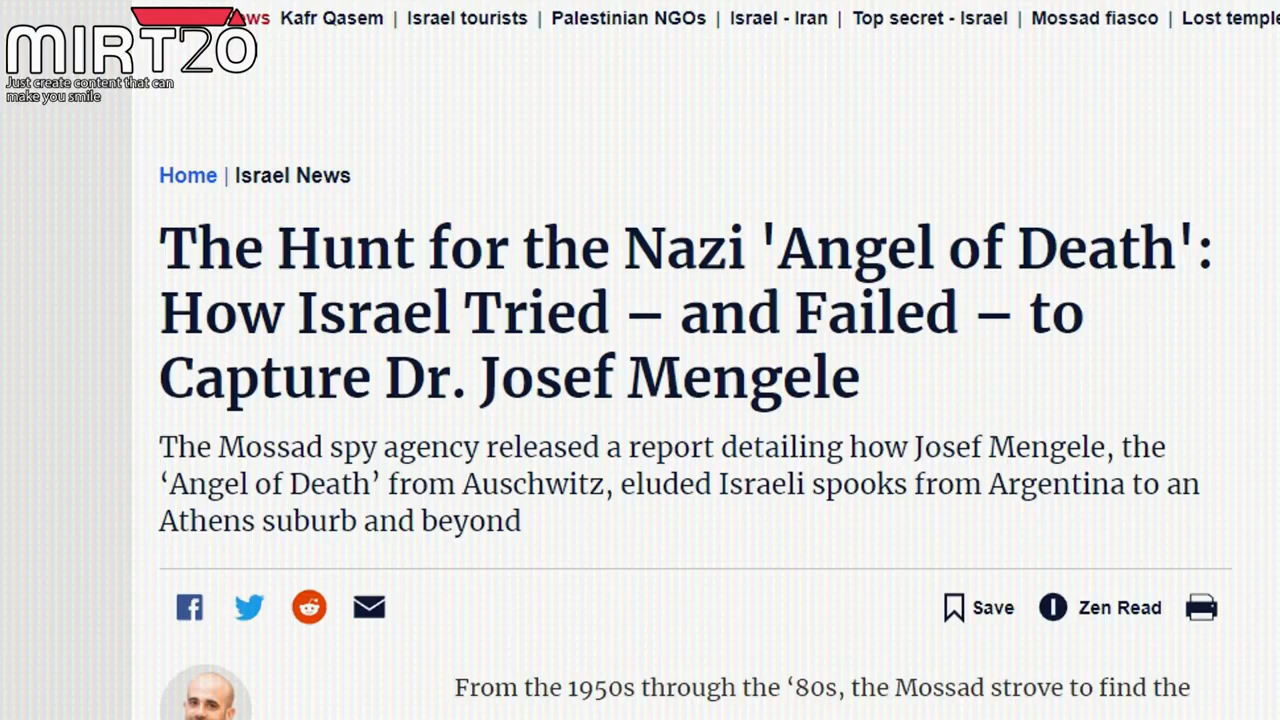 ws Kafr Qasem | Israel tourists | Palestinian NGOs | Israel - Iran | Top secret - Israel | Mossad fiasco | Lost temple
MIRT20
Just create content that can
make you smile
Home | Israel News
The Hunt for the Nazi 'Angel of Death':
How Israel Tried – and Failed – to
Capture Dr. Josef Mengele
The Mossad spy agency released a report detailing how Josef Mengele, the
‘Angel of Death’ from Auschwitz, eluded Israeli spooks from Argentina to an
Athens suburb and beyond
Save Zen Read
From the 1950s through the ‘80s, the Mossad strove to find the